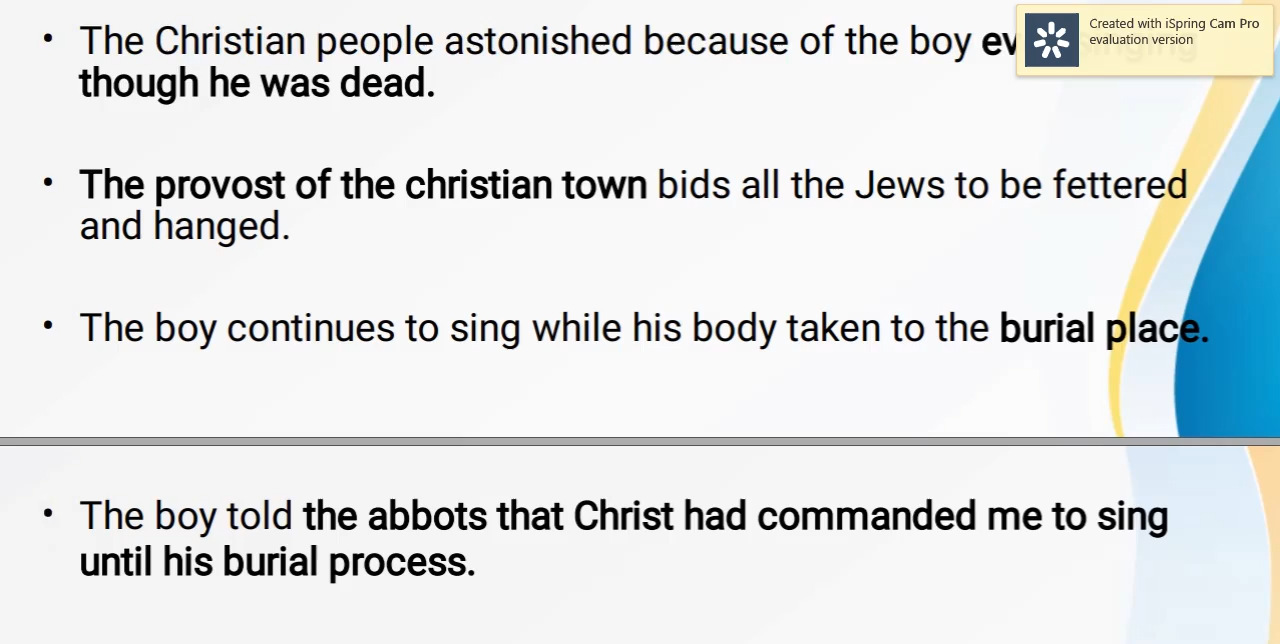 • The Christian people astonished because of the boy
Created with iSpring Cam Pro
evaluation version
though he was dead.
• The provost of the christian town bids all the Jews to be fettered
and hanged.
• The boy continues to sing while his body taken to the burial place.
• The boy told the abbots that Christ had commanded me to sing
until his burial process.